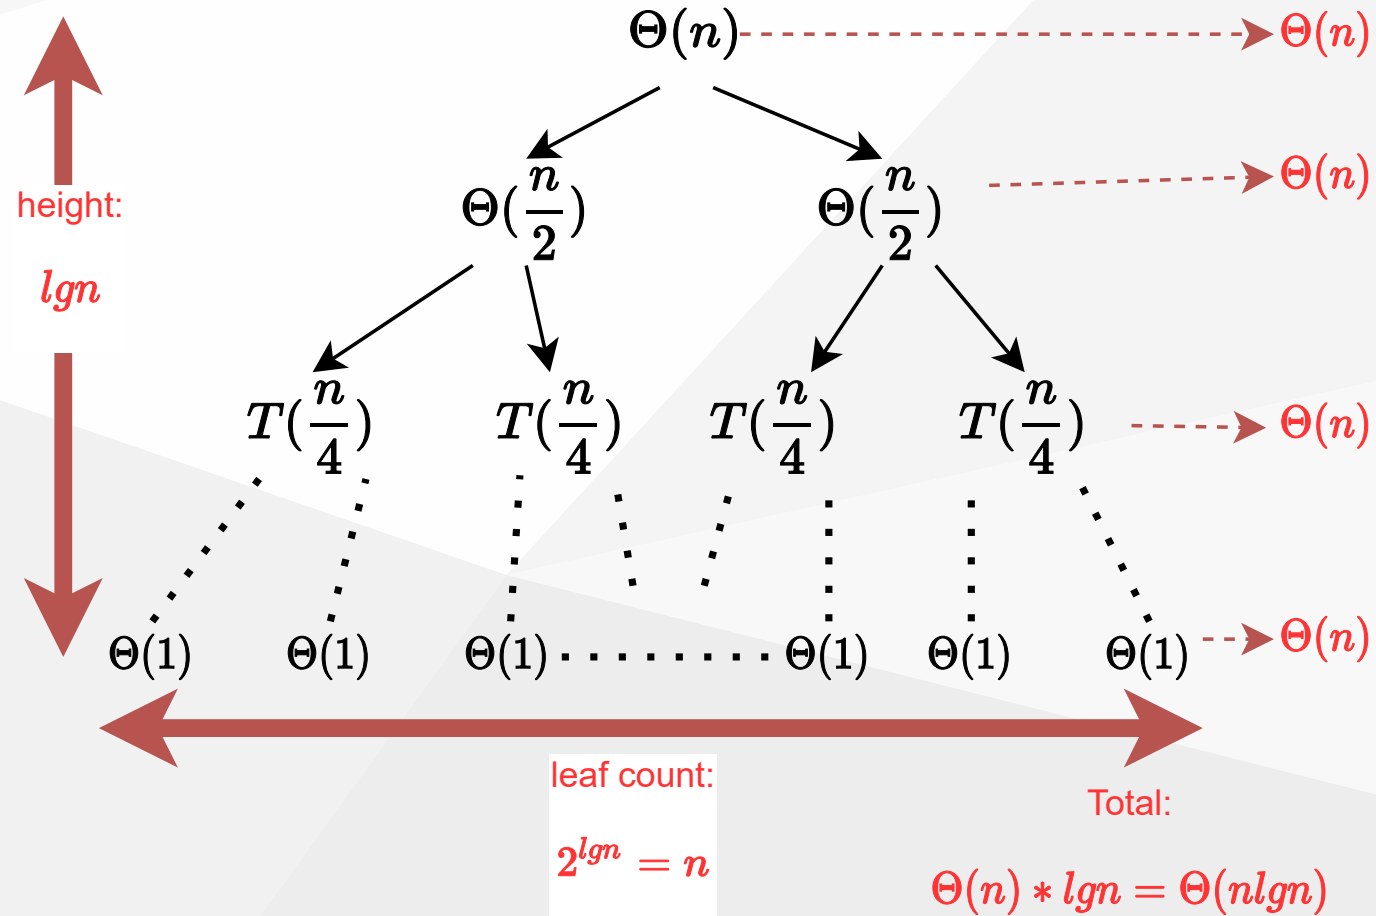 Θ(n) Θ(n)
Θ(n/2) Θ(n/2) Θ(n)
height:
lgn
T(n/4) T(n/4) T(n/4) T(n/4) Θ(n)
Θ(1) Θ(1) Θ(1) Θ(1) Θ(1) Θ(1) Θ(n)
leaf count:
2^{lgn} = n
Total:
Θ(n) * lgn = Θ(nlgn)